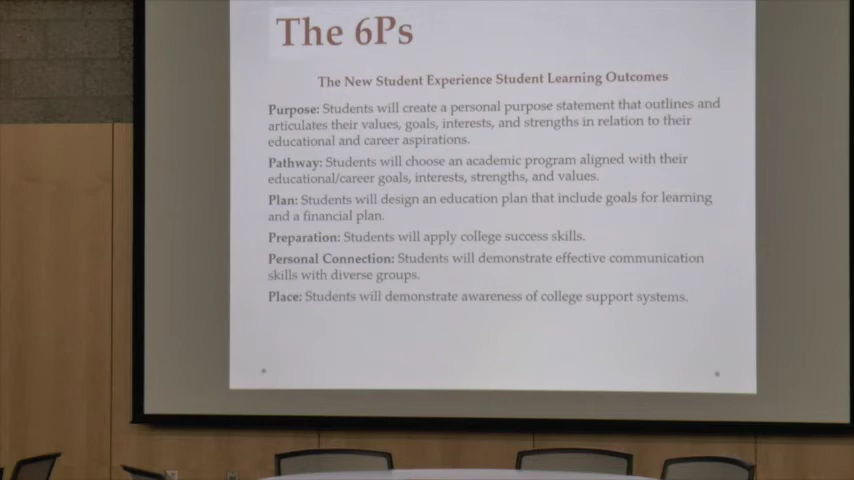 The 6Ps
The New Student Experience Student Learning Outcomes
Purpose: Students will create a personal purpose statement that outlines and
articulates their values, goals, interests, and strengths in relation to their
educational and career aspirations.
Pathway: Students will choose an academic program aligned with their
educational/career goals, interests, strengths, and values.
Plan: Students will design an education plan that include goals for learning
and a financial plan.
Preparation: Students will apply college success skills.
Personal Connection: Students will demonstrate effective communication
skills with diverse groups.
Place: Students will demonstrate awareness of college support systems.